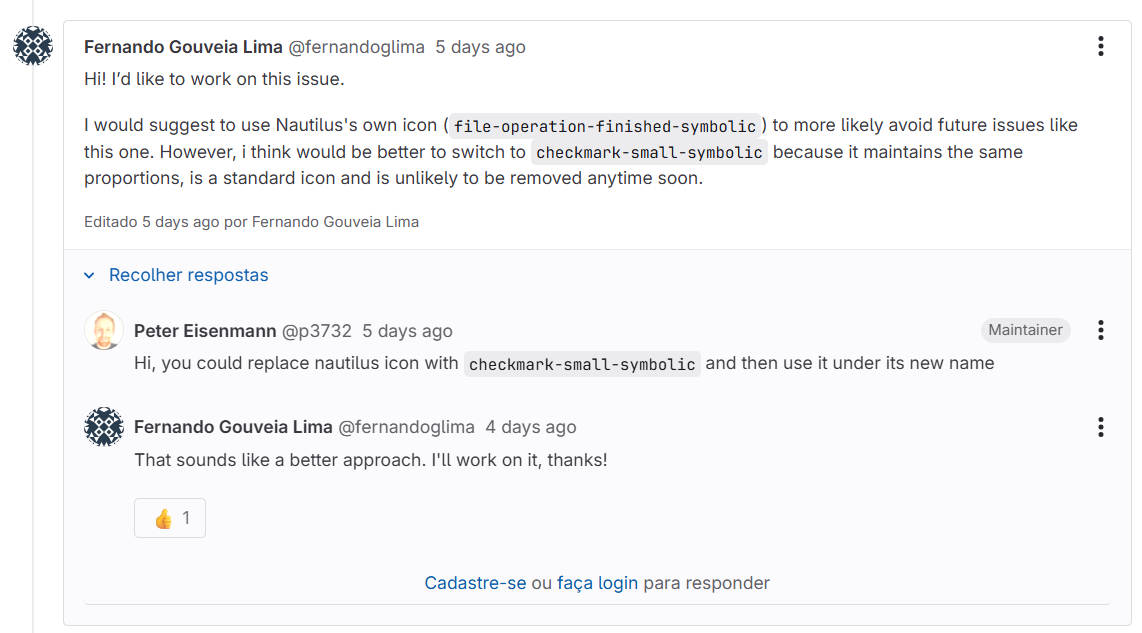 Fernando Gouveia Lima @fernandoglima 5 days ago
Hi! I’d like to work on this issue.
I would suggest to use Nautilus's own icon (file-operation-finished-symbolic) to more likely avoid future issues like
this one. However, i think would be better to switch to checkmark-small-symbolic because it maintains the same
proportions, is a standard icon and is unlikely to be removed anytime soon.
Editado 5 days ago por Fernando Gouveia Lima
Recolher respostas
Peter Eisenmann @p3732 5 days ago Maintainer
Hi, you could replace nautilus icon with checkmark-small-symbolic and then use it under its new name
Fernando Gouveia Lima @fernandoglima 4 days ago
That sounds like a better approach. I'll work on it, thanks!
👍 1
Cadastre-se ou faça login para responder